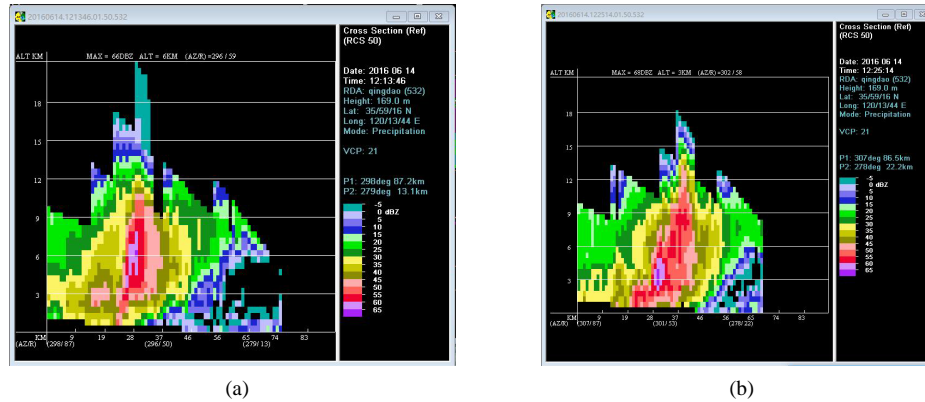 20160614.121346.01.50.532
ALT KM MAX = 66DBZ ALT = 6KM (AZ/R) =296 / 59
18
15
12
9
6
3
ALT KM 9 19 28 37 46 56 65 74 83
(AZ/R) (298/ 87) (296/ 50) (279/ 13)
Cross Section (Ref)
(RCS 50)
Date: 2016 06 14
Time: 12:13:46
RDA: qingdao (532)
Height: 169.0 m
Lat: 35/59/16 N
Long: 120/13/44 E
Mode: Precipitation
VCP: 21
P1: 298deg 87.2km
P2: 279deg 13.1km
-5
0 dBZ
5
10
15
20
25
30
35
40
45
50
55
60
65
(a)
20160614.122514.01.50.532
ALT KM MAX = 68DBZ ALT = 3KM (AZ/R) =302 / 58
18
15
12
9
6
3
ALT KM 9 19 28 37 46 56 65 74 83
(AZ/R) (307/87) (301/ 53) (278/ 22)
Cross Section (Ref)
(RCS 50)
Date: 2016 06 14
Time: 12:25:14
RDA: qingdao (532)
Height: 169.0 m
Lat: 35/59/16 N
Long: 120/13/44 E
Mode: Precipitation
VCP: 21
P1: 307deg 86.5km
P2: 278deg 22.2km
-5
0 dBZ
5
10
15
20
25
30
35
40
45
50
55
60
65
(b)